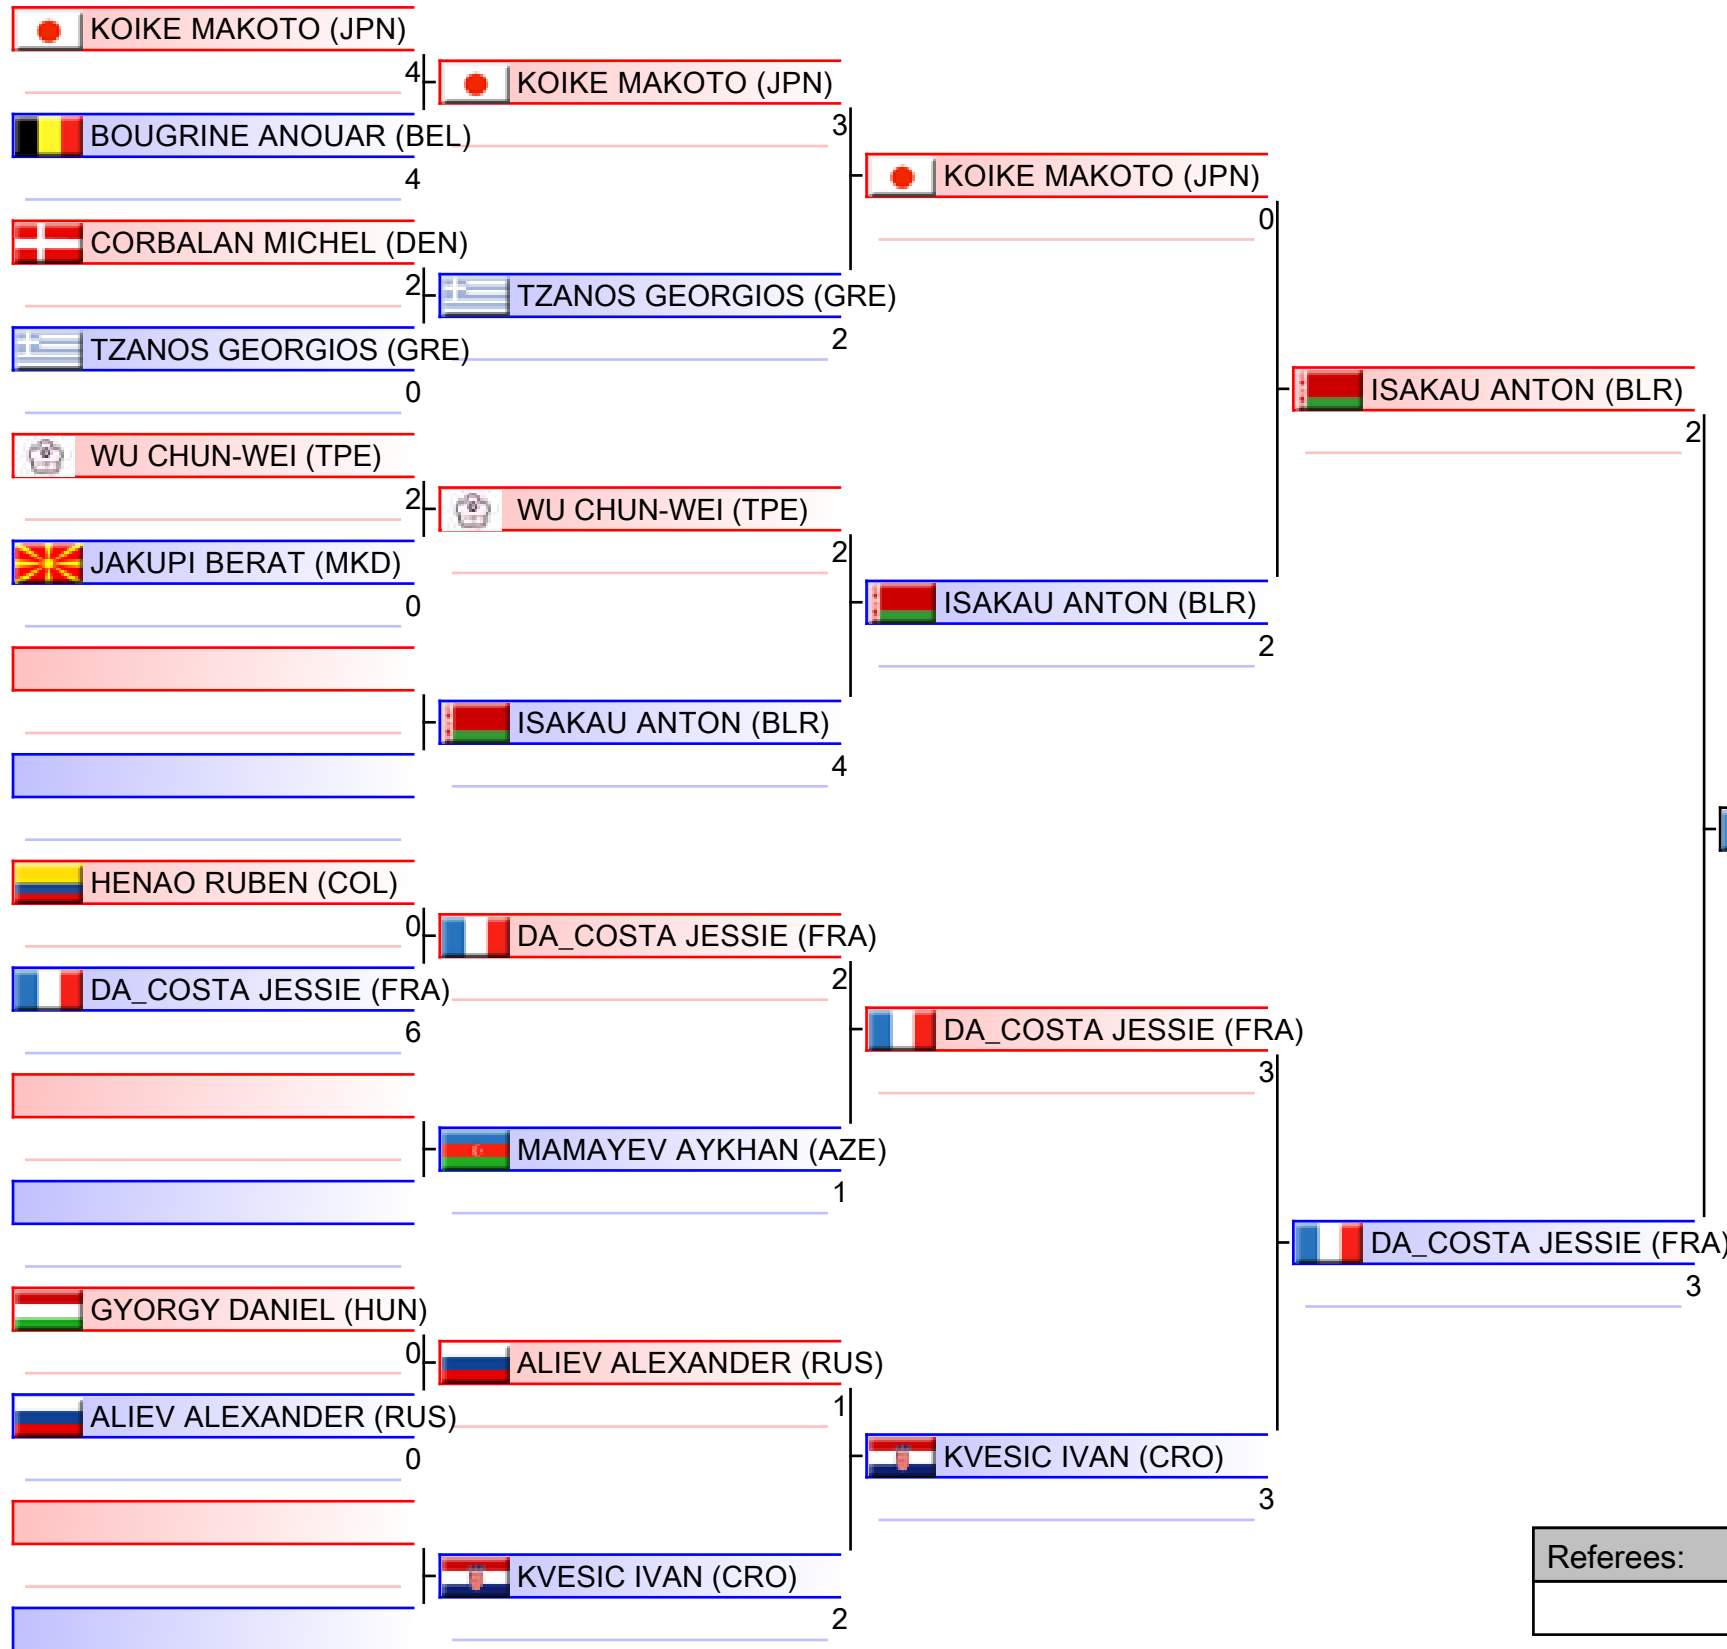 KOIKE MAKOTO (JPN)
4
BOUGRINE ANOUAR (BEL)
4
CORBALAN MICHEL (DEN)
2
TZANOS GEORGIOS (GRE)
0
WU CHUN-WEI (TPE)
2
JAKUPI BERAT (MKD)
0
HENAO RUBEN (COL)
0
DA_COSTA JESSIE (FRA)
6
GYORGY DANIEL (HUN)
0
ALIEV ALEXANDER (RUS)
0
KOIKE MAKOTO (JPN)
3
TZANOS GEORGIOS (GRE)
2
WU CHUN-WEI (TPE)
2
ISAKAU ANTON (BLR)
4
DA_COSTA JESSIE (FRA)
2
MAMAYEV AYKHAN (AZE)
1
ALIEV ALEXANDER (RUS)
1
KVESIC IVAN (CRO)
2
KOIKE MAKOTO (JPN)
0
ISAKAU ANTON (BLR)
2
DA_COSTA JESSIE (FRA)
3
KVESIC IVAN (CRO)
3
ISAKAU ANTON (BLR)
2
DA_COSTA JESSIE (FRA)
3
Referees: